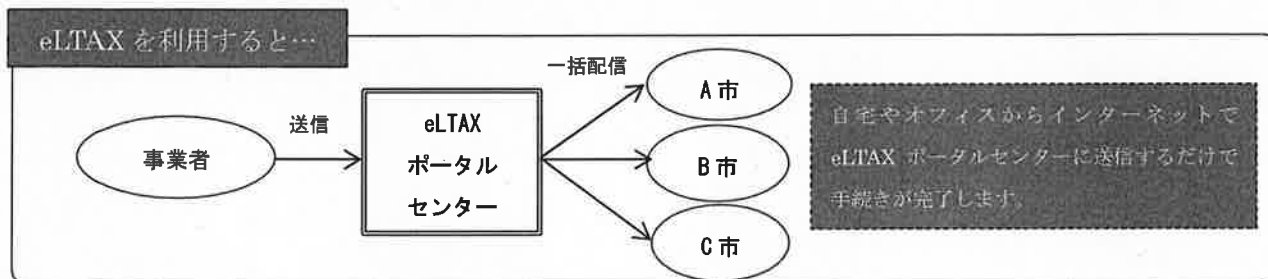 eLTAX を利用すると…
一括配信
送信
事業者
eLTAX
ポータル
センター
A 市
B 市
C 市
自宅やオフィスからインターネットで
eLTAX ポータルセンターに送信するだけで
手続きが完了します。